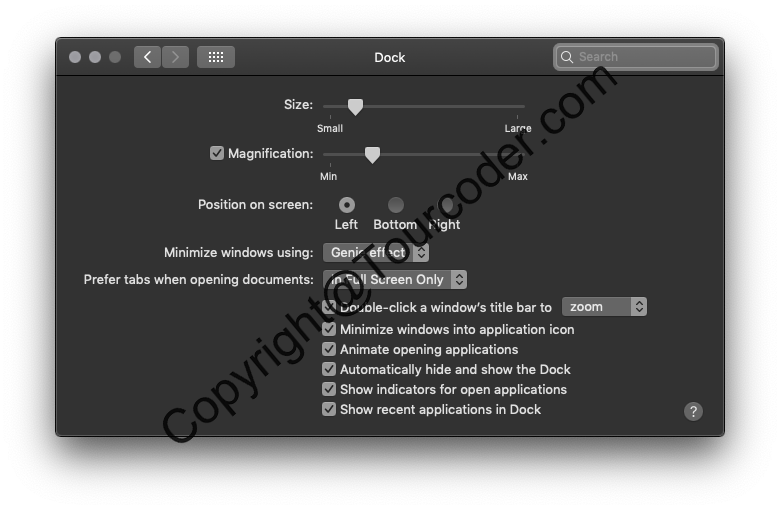 Dock
Search
Size:
Small Large
Magnification:
Min Max
Position on screen:
Left Bottom Right
Minimize windows using: Genie effect
Prefer tabs when opening documents: In Full Screen Only
Double-click a window's title bar to zoom
Minimize windows into application icon
Animate opening applications
Automatically hide and show the Dock
Show indicators for open applications
Show recent applications in Dock
?
Copyright@Tourcoder.com